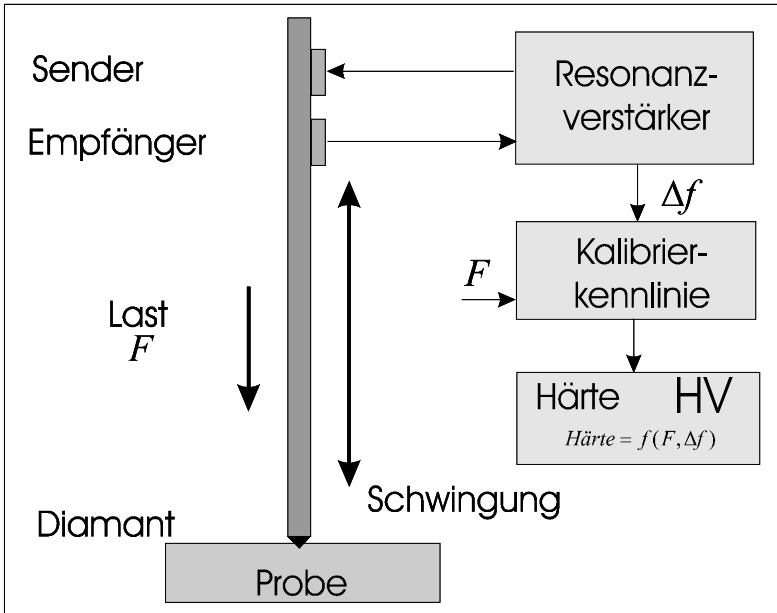 Sender
Empfänger
Last
F
Diamant
Probe
Schwingung
Resonanz-
verstärker
Δf
F
Kalibrier-
kennlinie
Härte HV
Härte = f(F,Δf)